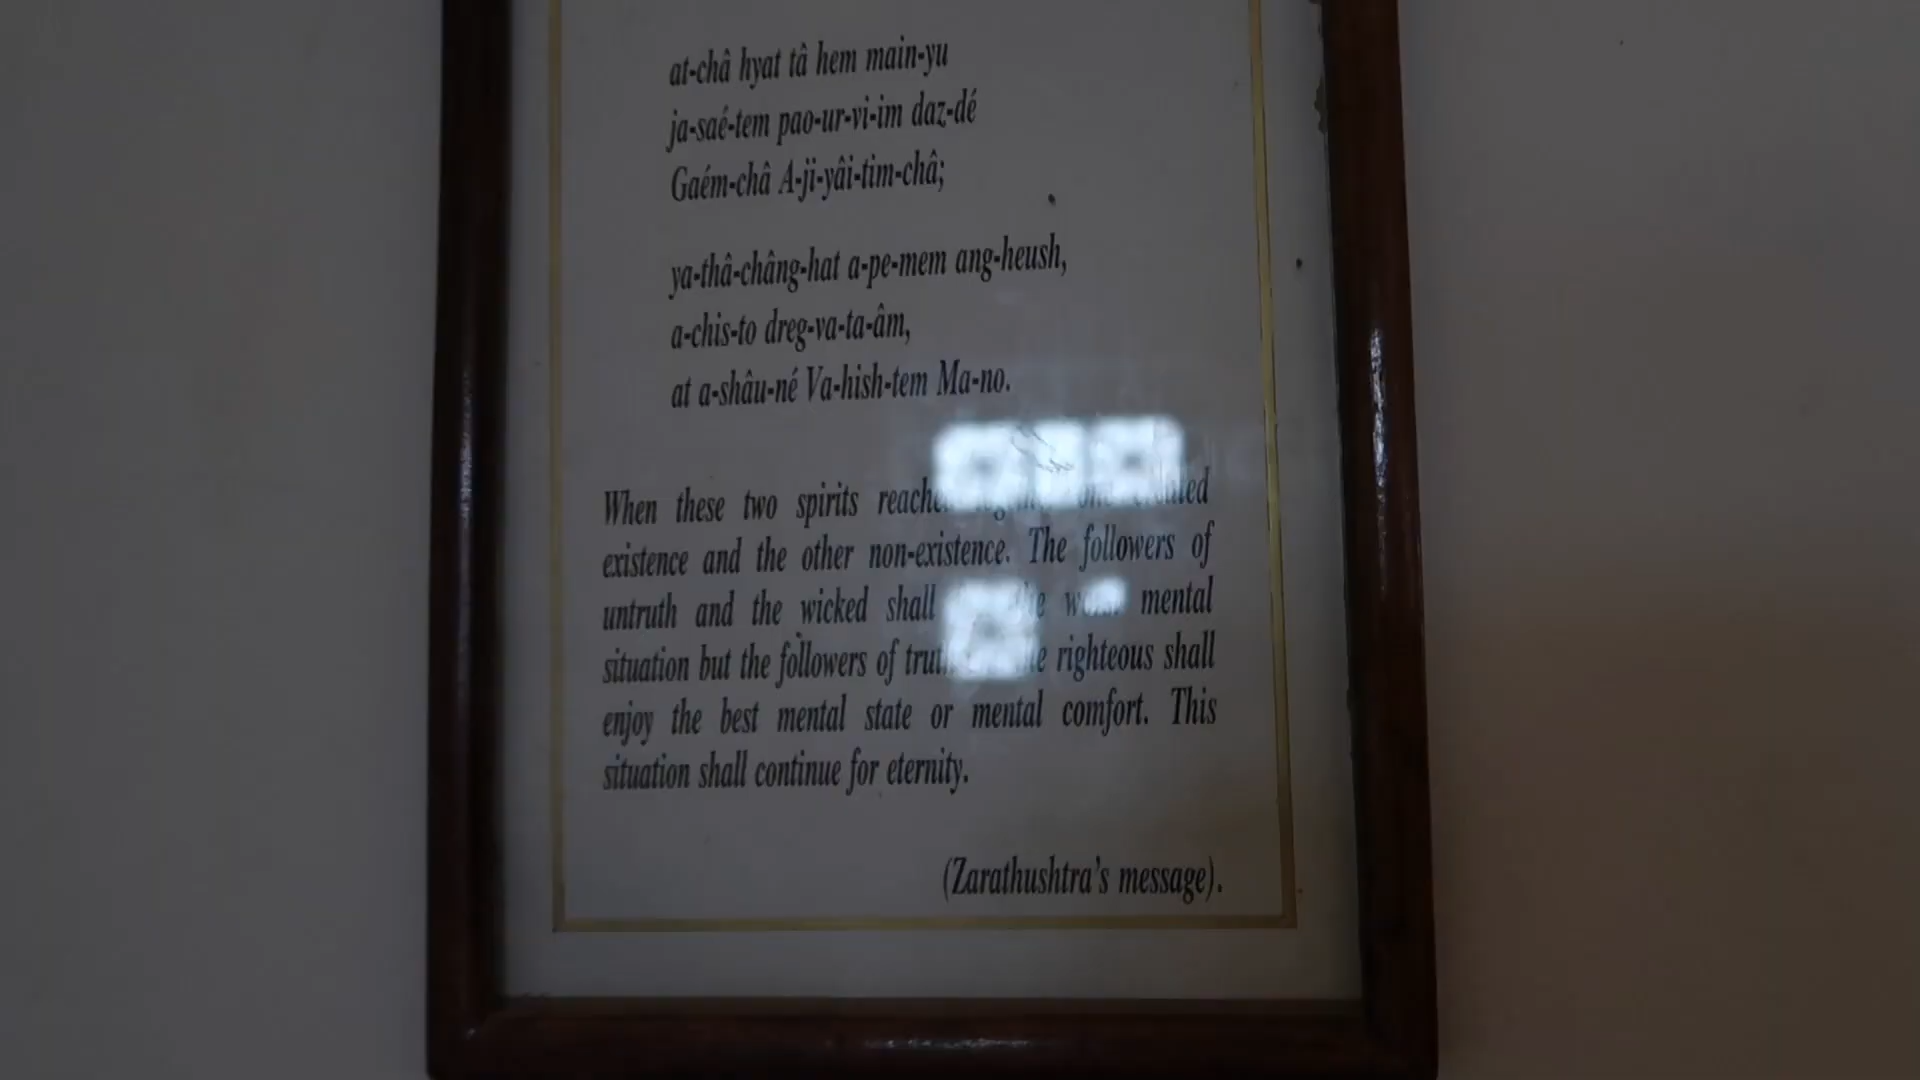 at-châ hyat tâ hem main-yu
ja-saé-tem pao-ur-vi-im daz-dé
Gaém-châ A-ji-yâi-tim-châ;
ya-thâ-châng-hat a-pe-mem ang-heush,
a-chis-to dreg-va-ta-âm,
at a-shâu-né Va-hish-tem Ma-no.
When these two spirits one
existence and the other non-existence. The followers of
untruth and the wicked shall mental
situation but the followers of righteous shall
enjoy the best mental state or mental comfort. This
situation shall continue for eternity.
(Zarathushtra's message).